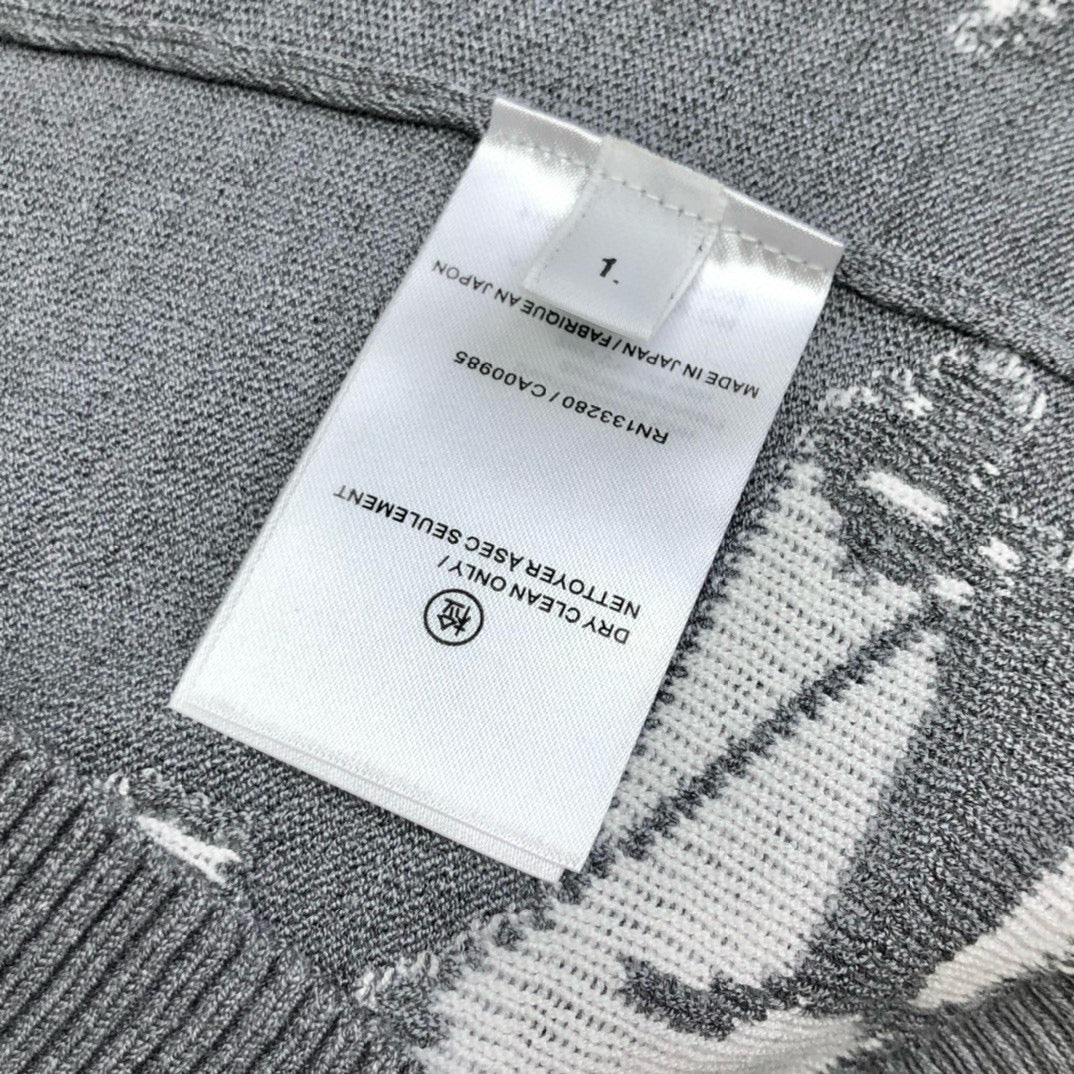 DRY CLEAN ONLY /
NETTOYER ASEC SEULEMENT
RN133280 / CA00985
MADE IN JAPAN / FABRIQUE AN JAPON
1.